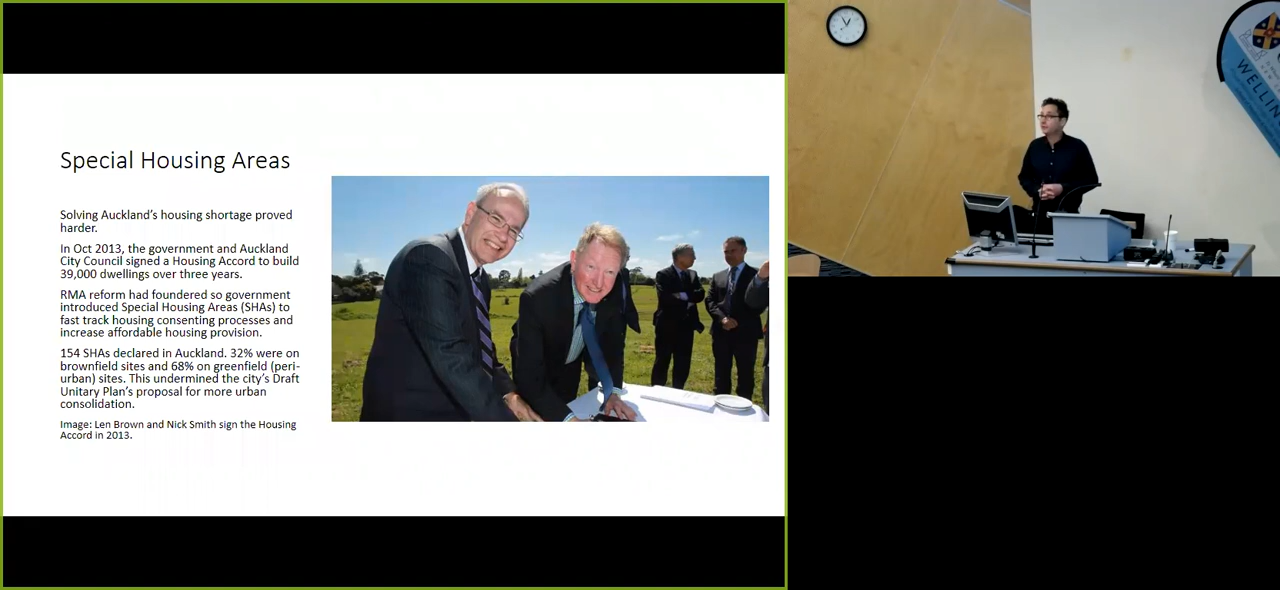 Special Housing Areas
Solving Auckland's housing shortage proved
harder.
In Oct 2013, the government and Auckland
City Council signed a Housing Accord to build
39,000 dwellings over three years.
RMA reform had foundered so government
introduced Special Housing Areas (SHAs) to
fast track housing consenting processes and
increase affordable housing provision.
154 SHAs declared in Auckland. 32% were on
brownfield sites and 68% on greenfield (peri-
urban) sites. This undermined the city's Draft
Unitary Plan's proposal for more urban
consolidation.
Image: Len Brown and Nick Smith sign the Housing
Accord in 2013.
WELLIN